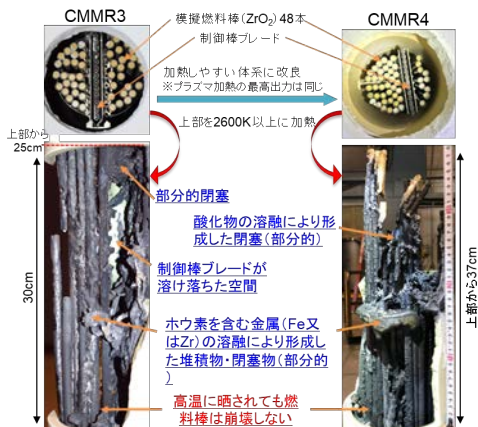 CMMR3
模擬燃料棒(ZrO₂)48本
CMMR4
制御棒ブレード
加熱しやすい体系に改良
※プラズマ加熱の最高出力は同じ
上部を2600K以上に加熱
上部から
25cm
部分的閉塞
酸化物の溶融により形
成した閉塞(部分的)
30cm
制御棒ブレードが
溶け落ちた空間
上部から37cm
ホウ素を含む金属(Fe又
はZr)の溶融により形成し
た堆積物・閉塞物(部分的
)
高温に晒されても燃
料棒は崩壊しない